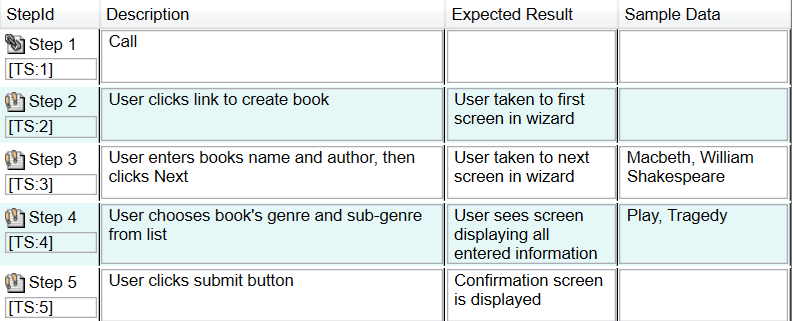 StepId Description Expected Result Sample Data
Step 1 Call
[TS:1]
Step 2 User clicks link to create book User taken to first
[TS:2] screen in wizard
Step 3 User enters books name and author, then User taken to next Macbeth, William
[TS:3] clicks Next screen in wizard Shakespeare
Step 4 User chooses book's genre and sub-genre User sees screen Play, Tragedy
[TS:4] from list displaying all
entered information
Step 5 User clicks submit button Confirmation screen
[TS:5] is displayed